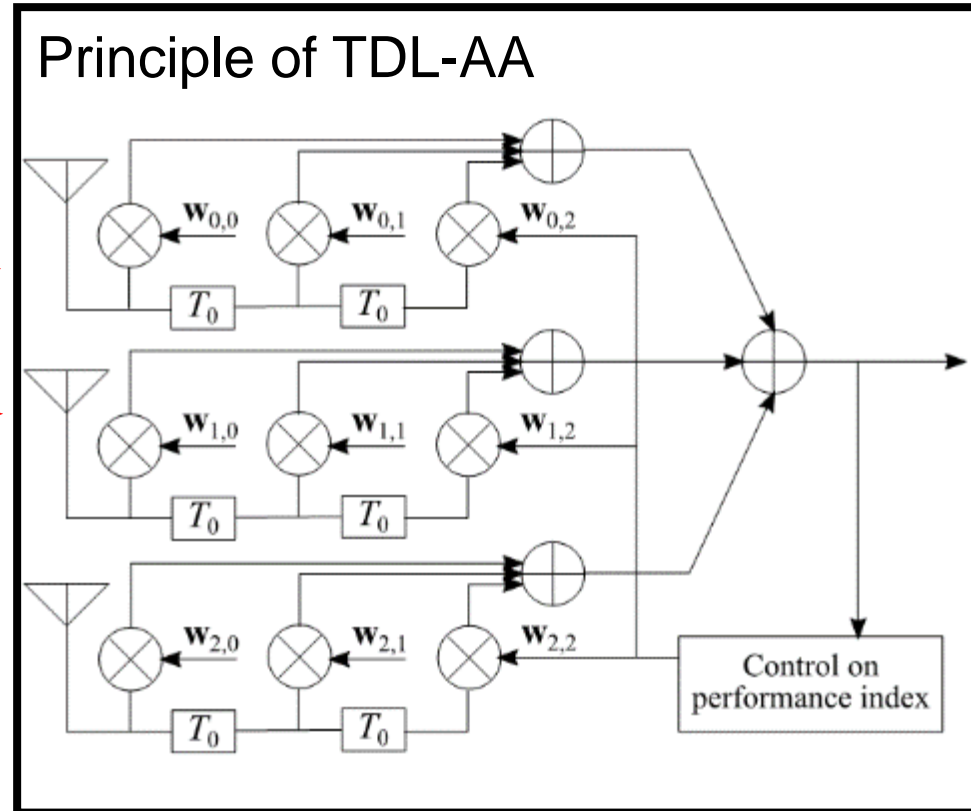 Principle of TDL-AA
w0,0 w0,1 w0,2
T0 T0
w1,0 w1,1 w1,2
T0 T0
w2,0 w2,1 w2,2
T0 T0
Control on
performance index